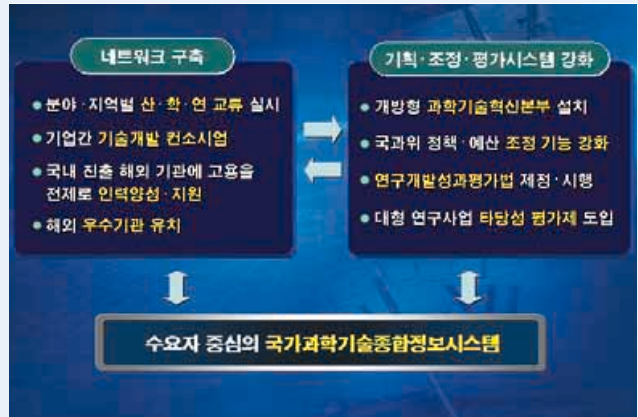 네트워크 구축
• 분야·지역별 산·학·연 교류 실시
• 기업간 기술개발 컨소시엄
• 국내 진출 해외 기관에 고용을
전제로 인력양성·지원
• 해외 우수기관 유치
기획·조정·평가시스템 강화
• 개방형 과학기술혁신본부 설치
• 국과위 정책·예산 조정 기능 강화
• 연구개발성과평가법 제정·시행
• 대형 연구사업 타당성 평가제 도입
수요자 중심의 국가과학기술종합정보시스템